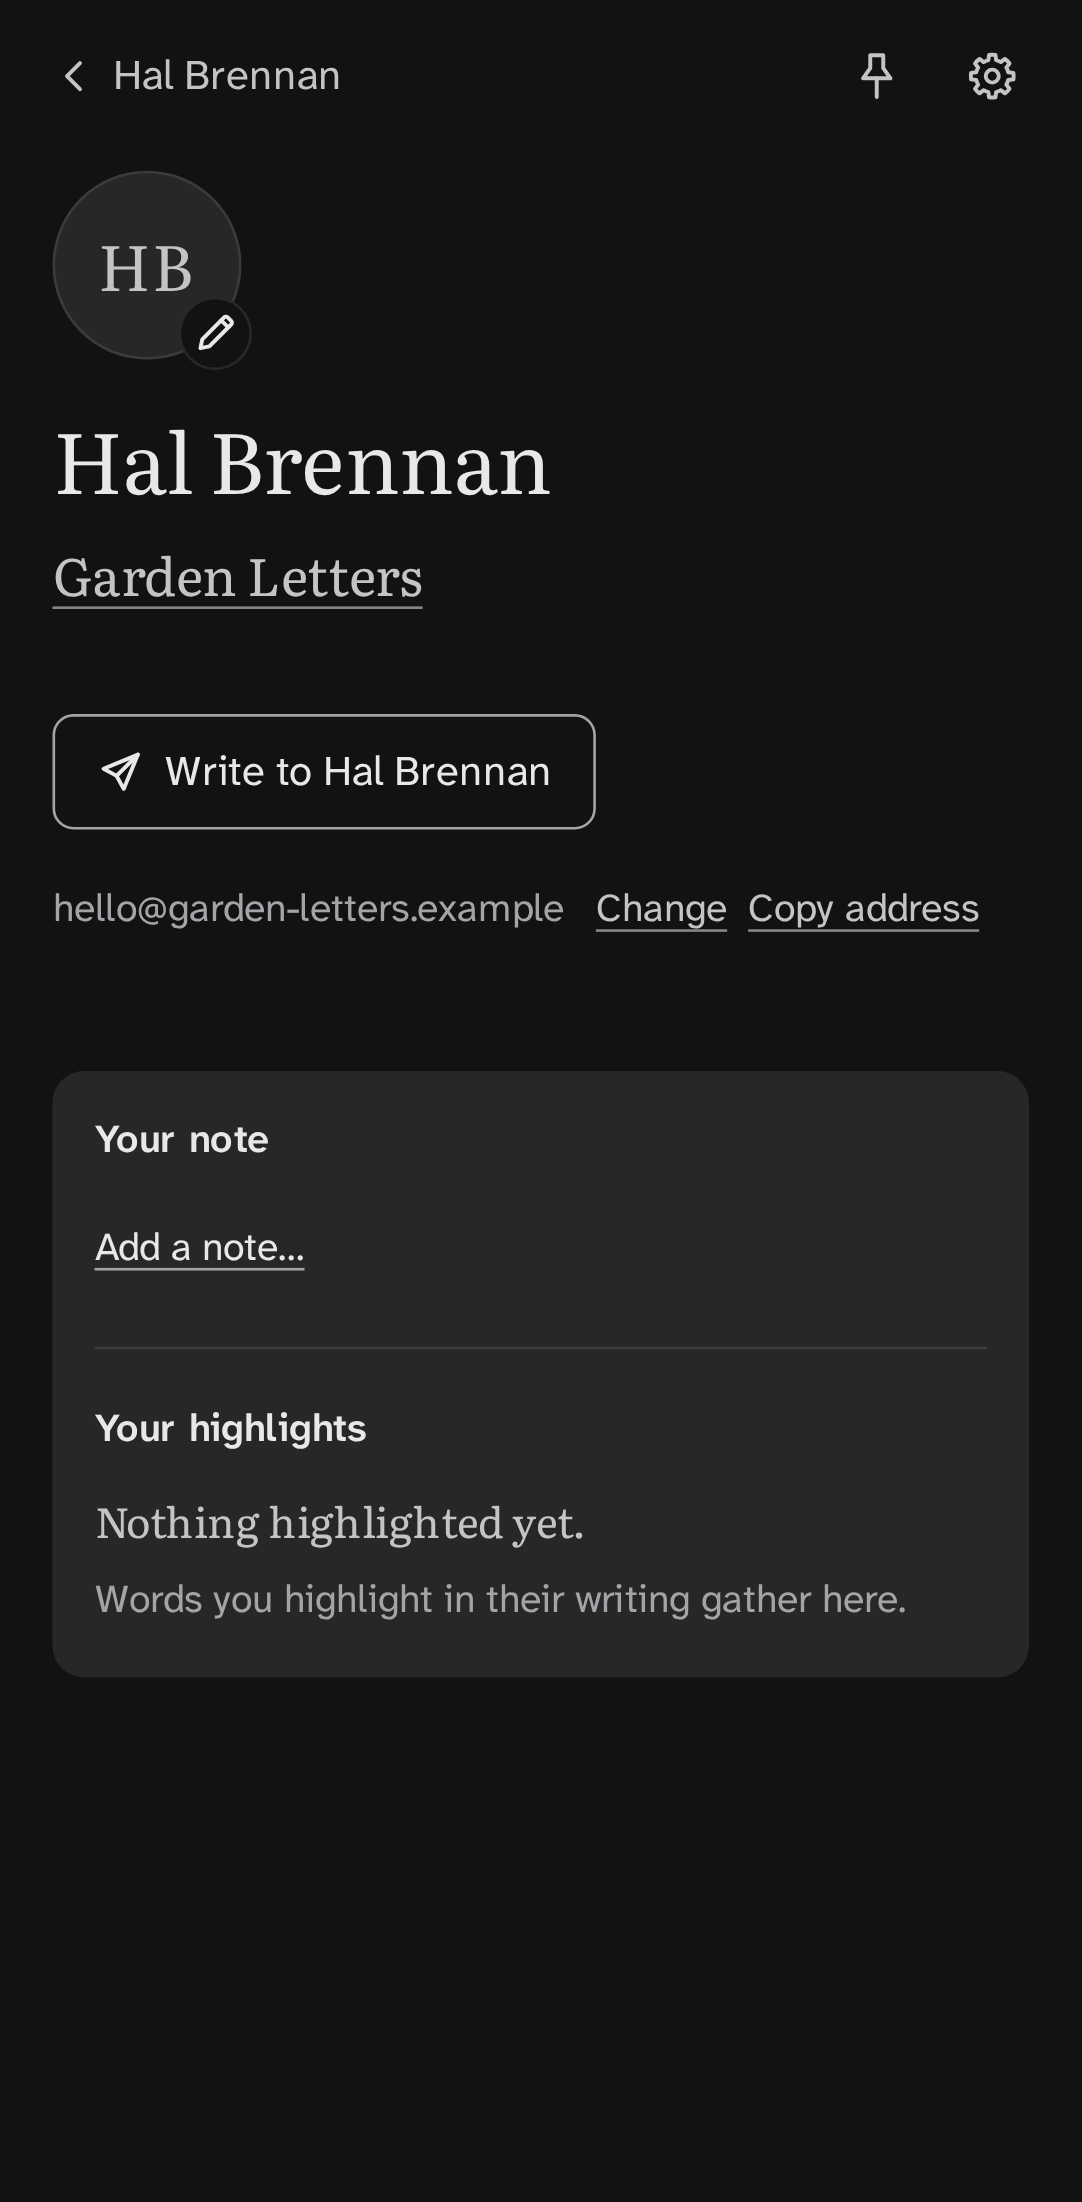 Hal Brennan
HB
Hal Brennan
Garden Letters
Write to Hal Brennan
hello@garden-letters.example Change Copy address
Your note
Add a note...
Your highlights
Nothing highlighted yet.
Words you highlight in their writing gather here.